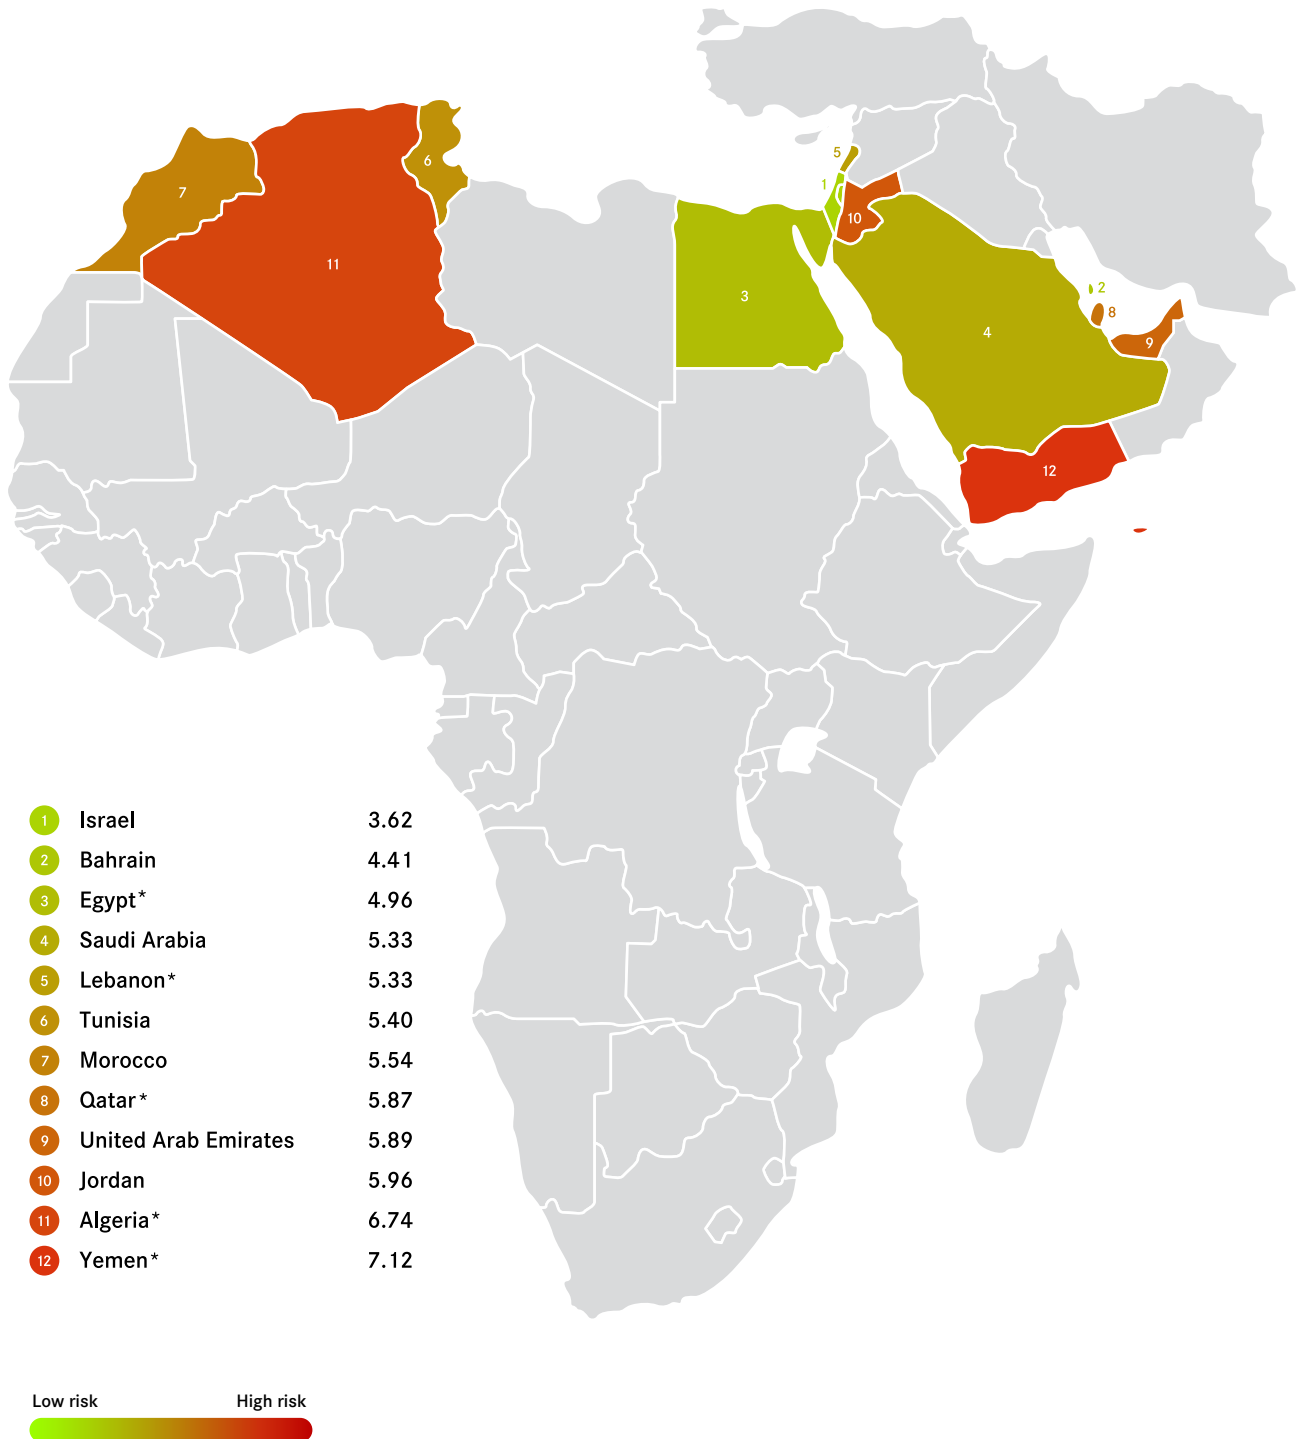 5
6
1
7
10
11
2
3
8
4
9
12
1 Israel 3.62
2 Bahrain 4.41
3 Egypt* 4.96
4 Saudi Arabia 5.33
5 Lebanon* 5.33
6 Tunisia 5.40
7 Morocco 5.54
8 Qatar* 5.87
9 United Arab Emirates 5.89
10 Jordan 5.96
11 Algeria* 6.74
12 Yemen* 7.12
Low risk High risk